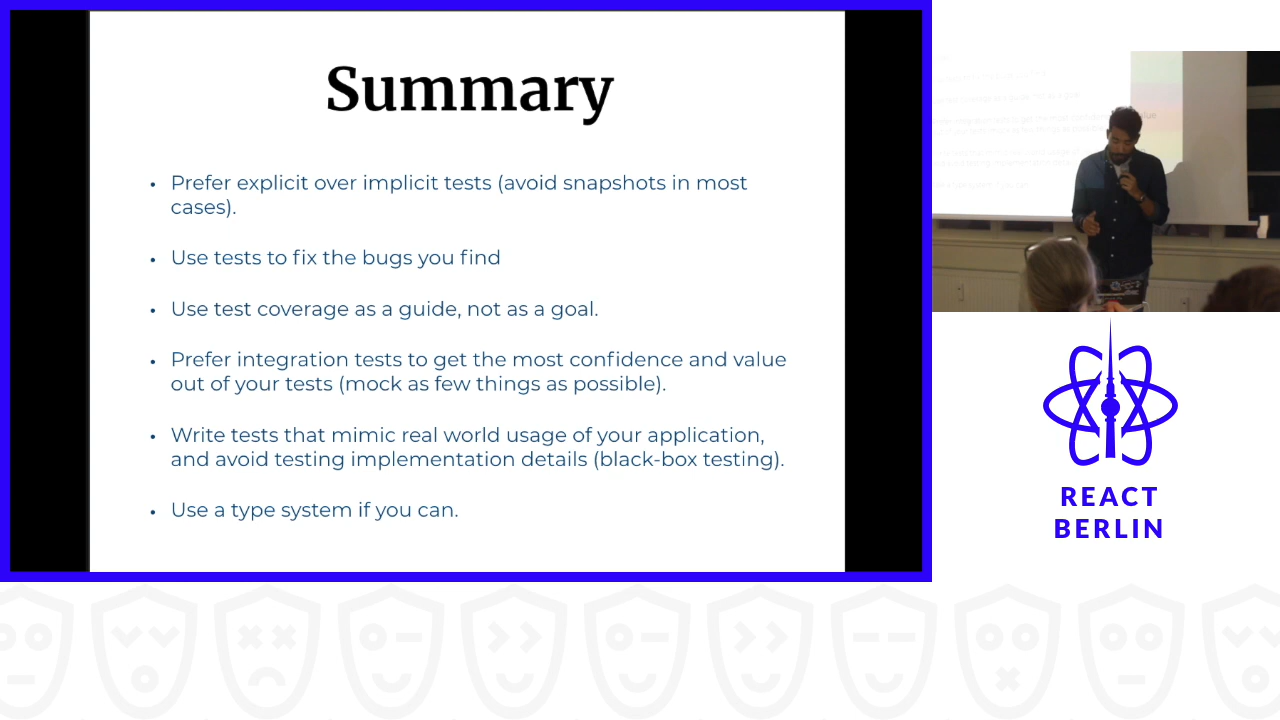 Summary
• Prefer explicit over implicit tests (avoid snapshots in most
cases).
• Use tests to fix the bugs you find
• Use test coverage as a guide, not as a goal.
• Prefer integration tests to get the most confidence and value
out of your tests (mock as few things as possible).
• Write tests that mimic real world usage of your application,
and avoid testing implementation details (black-box testing).
• Use a type system if you can.
REACT
BERLIN